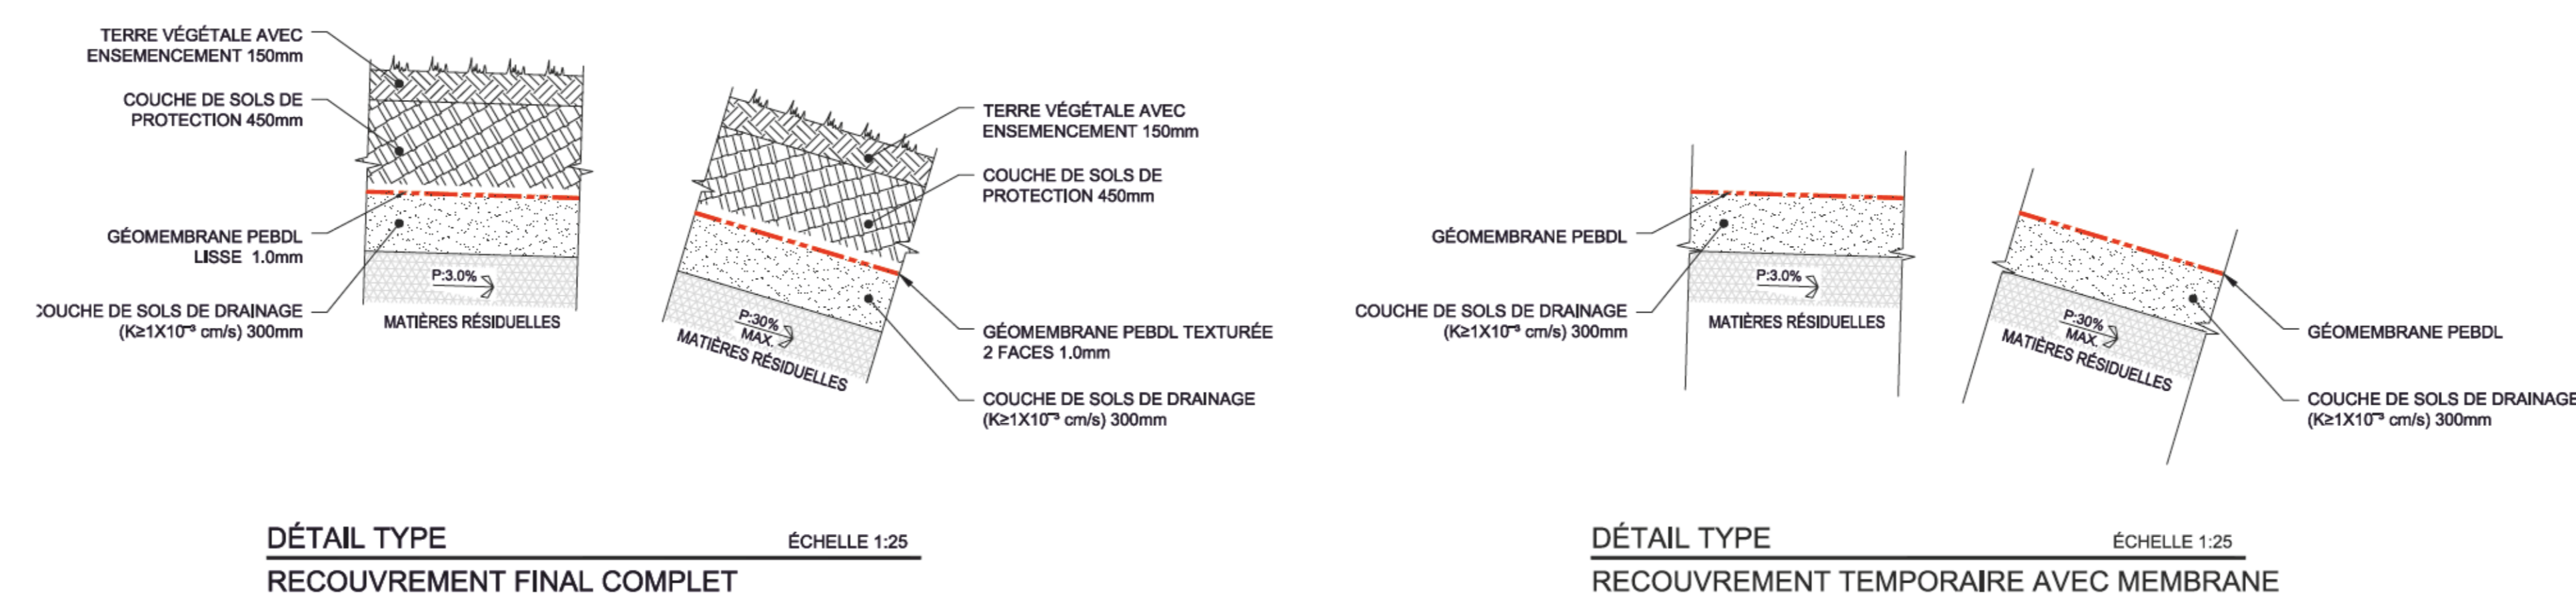 TERRE VÉGÉTALE AVEC
ENSEMENCEMENT 150mm
COUCHE DE SOLS DE
PROTECTION 450mm
GÉOMEMBRANE PEBDL
LISSE 1.0mm
COUCHE DE SOLS DE DRAINAGE
(K≥1X10⁻³ cm/s) 300mm
P:3.0%
MATIÈRES RÉSIDUELLES
TERRE VÉGÉTALE AVEC
ENSEMENCEMENT 150mm
COUCHE DE SOLS DE
PROTECTION 450mm
GÉOMEMBRANE PEBDL TEXTURÉE
2 FACES 1.0mm
COUCHE DE SOLS DE DRAINAGE
(K≥1X10⁻³ cm/s) 300mm
P:30%
MAX.
MATIÈRES RÉSIDUELLES
DÉTAIL TYPE
ÉCHELLE 1:25
RECOUVREMENT FINAL COMPLET
GÉOMEMBRANE PEBDL
COUCHE DE SOLS DE DRAINAGE
(K≥1X10⁻³ cm/s) 300mm
P:3.0%
MATIÈRES RÉSIDUELLES
P:30%
MAX.
MATIÈRES RÉSIDUELLES
GÉOMEMBRANE PEBDL
COUCHE DE SOLS DE DRAINAGE
(K≥1X10⁻³ cm/s) 300mm
DÉTAIL TYPE
ÉCHELLE 1:25
RECOUVREMENT TEMPORAIRE AVEC MEMBRANE